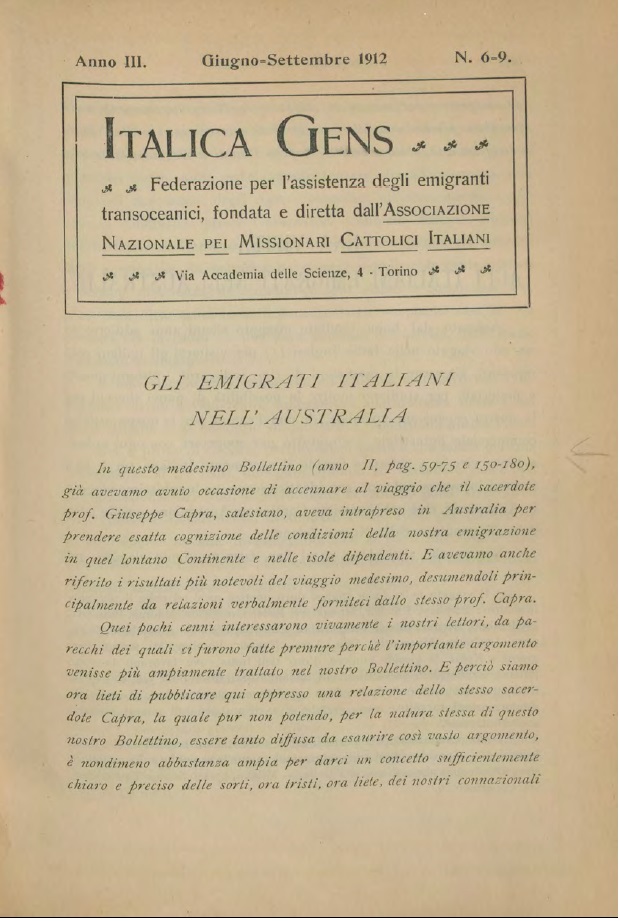 Anno III. Giugno-Settembre 1912 N. 6-9.
ITALICA GENS
Federazione per l'assistenza degli emigranti
transoceanici, fondata e diretta dall'ASSOCIAZIONE
NAZIONALE PEI MISSIONARI CATTOLICI ITALIANI
Via Accademia delle Scienze, 4 - Torino
GLI EMIGRATI ITALIANI
NELL' AUSTRALIA
In questo medesimo Bollettino (anno II, pag. 59-75 e 150-180),
già avevamo avuto occasione di accennare al viaggio che il sacerdote
prof. Giuseppe Capra, salesiano, aveva intrapreso in Australia per
prendere esatta cognizione delle condizioni della nostra emigrazione
in quel lontano Continente e nelle isole dipendenti. E avevamo anche
riferito i risultati più notevoli del viaggio medesimo, desumendoli prin-
cipalmente da relazioni verbalmente forniteci dallo stesso prof. Capra.
Quei pochi cenni interessarono vivamente i nostri lettori, da pa-
recchi dei quali ci furono fatte premure perchè l'importante argomento
venisse più ampiamente trattato nel nostro Bollettino. E perciò siamo
ora lieti di pubblicare qui appresso una relazione dello stesso sacer-
dote Capra, la quale pur non potendo, per la natura stessa di questo
nostro Bollettino, essere tanto diffusa da esaurire così vasto argomento,
è nondimeno abbastanza ampia per darci un concetto sufficientemente
chiaro e preciso delle sorti, ora tristi, ora liete, dei nostri connazionali